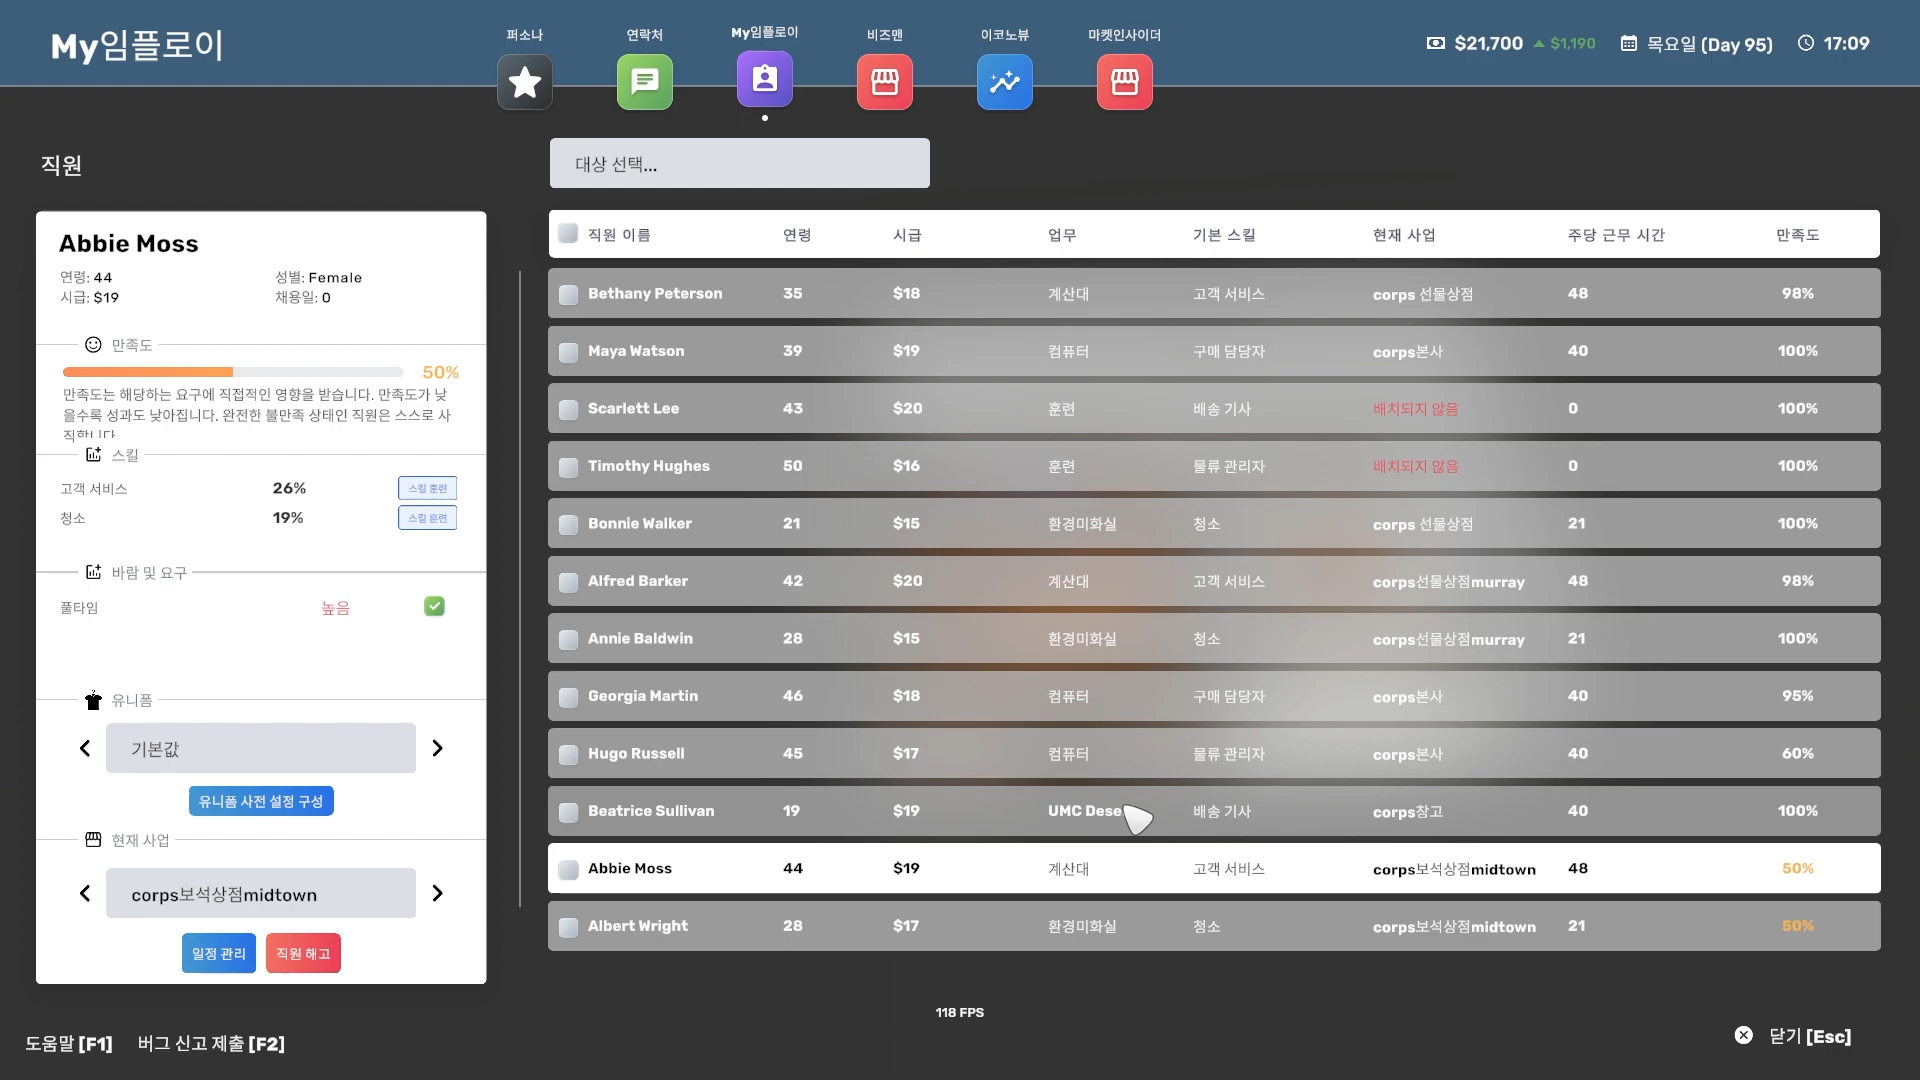 My임플로이
퍼소나
연락처
My임플로이
비즈맨
이코노뷰
마켓인사이더
$21,700 $1,190 목요일 (Day 95) 17:09
직원
대상 선택...
Abbie Moss
연령: 44 성별: Female
시급: $19 채용일: 0
만족도
50%
만족도는 해당하는 요구에 직접적인 영향을 받습니다. 만족도가 낮
을수록 성과도 낮아집니다. 완전한 불만족 상태인 직원은 스스로 사
직합니다
스킬
고객 서비스 26% 스킬 훈련
청소 19% 스킬 훈련
바람 및 요구
풀타임 높음
유니폼
기본값
유니폼 사전 설정 구성
현재 사업
corps보석상점midtown
일정 관리 직원 해고
직원 이름 연령 시급 업무 기본 스킬 현재 사업 주당 근무 시간 만족도
Bethany Peterson 35 $18 계산대 고객 서비스 corps 선물상점 48 98%
Maya Watson 39 $19 컴퓨터 구매 담당자 corps본사 40 100%
Scarlett Lee 43 $20 훈련 배송 기사 배치되지 않음 0 100%
Timothy Hughes 50 $16 훈련 물류 관리자 배치되지 않음 0 100%
Bonnie Walker 21 $15 환경미화실 청소 corps 선물상점 21 100%
Alfred Barker 42 $20 계산대 고객 서비스 corps선물상점murray 48 98%
Annie Baldwin 28 $15 환경미화실 청소 corps선물상점murray 21 100%
Georgia Martin 46 $18 컴퓨터 구매 담당자 corps본사 40 95%
Hugo Russell 45 $17 컴퓨터 물류 관리자 corps본사 40 60%
Beatrice Sullivan 19 $19 UMC Dese 배송 기사 corps창고 40 100%
Abbie Moss 44 $19 계산대 고객 서비스 corps보석상점midtown 48 50%
Albert Wright 28 $17 환경미화실 청소 corps보석상점midtown 21 50%
118 FPS
도움말 [F1] 버그 신고 제출 [F2]
닫기 [Esc]